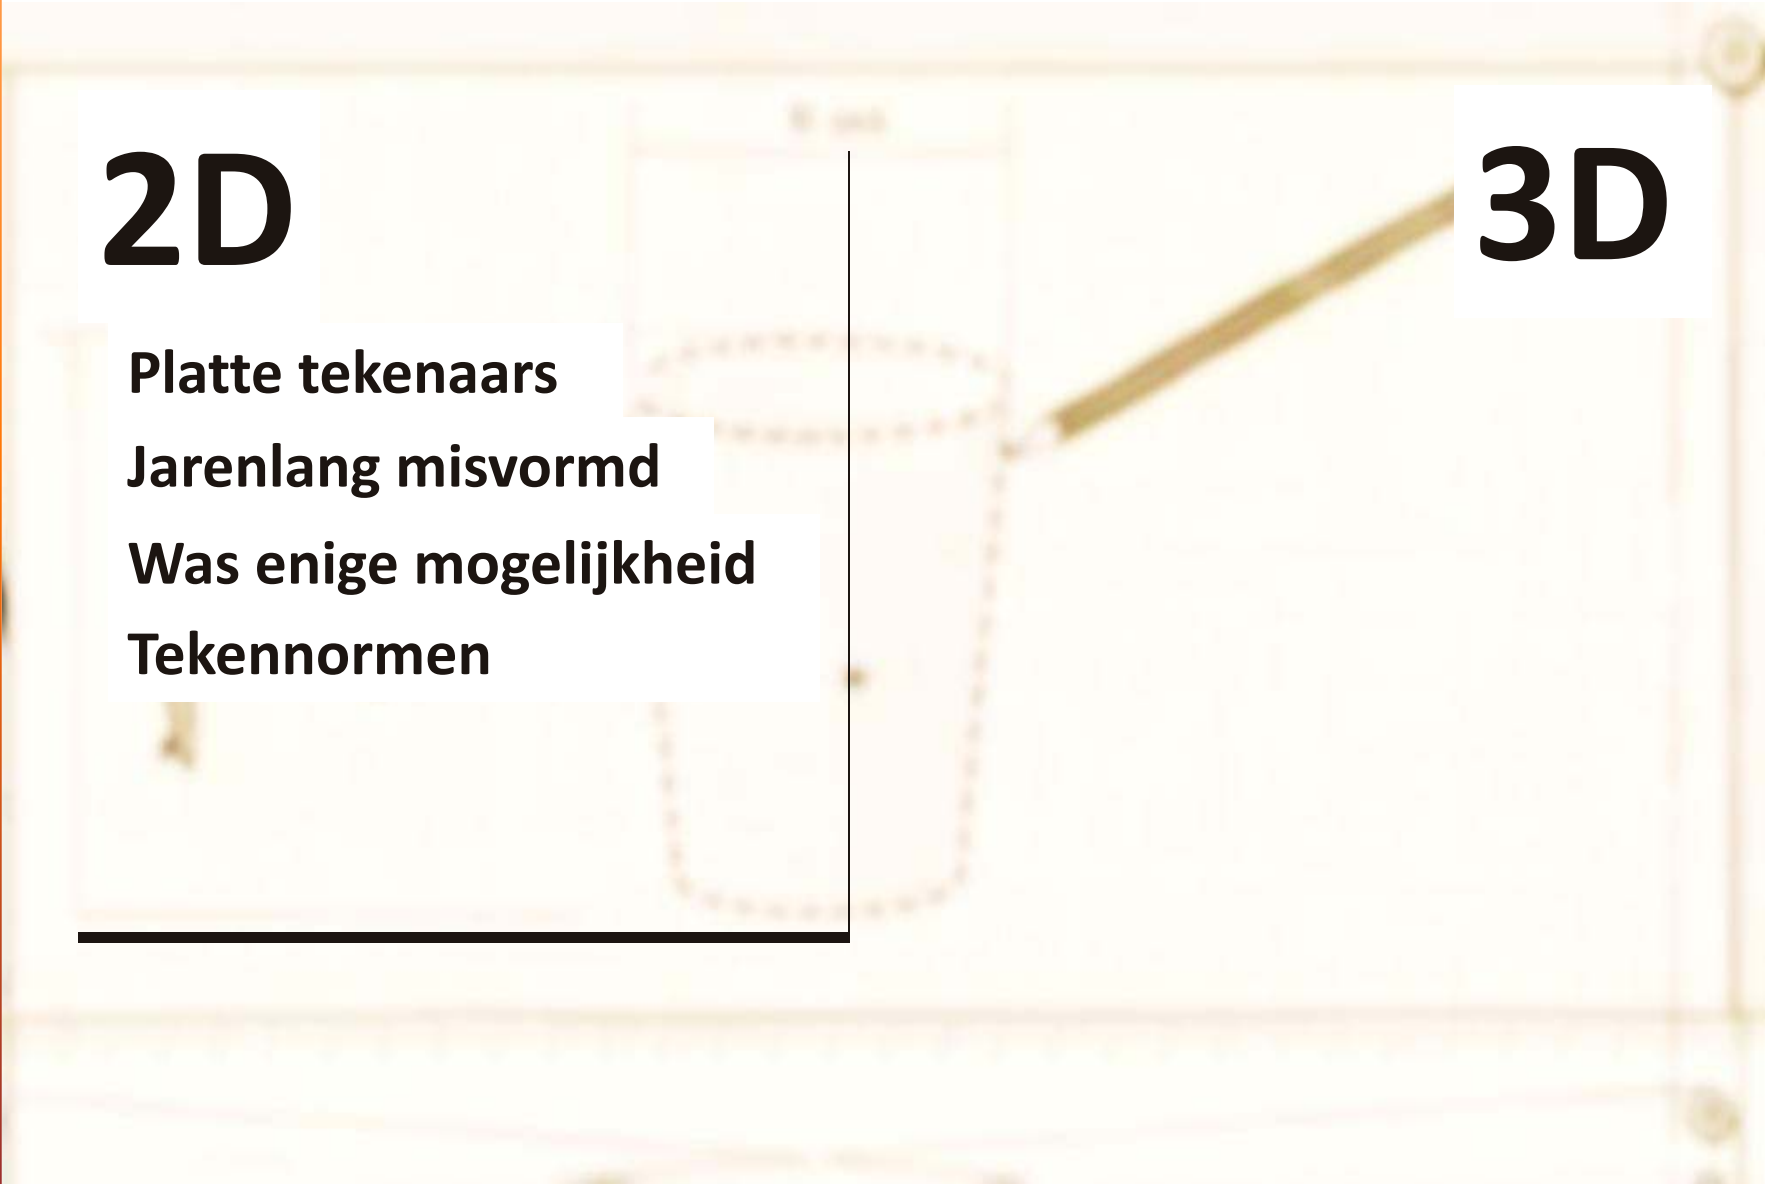 2D
3D
Platte tekenaars
Jarenlang misvormd
Was enige mogelijkheid
Tekennormen